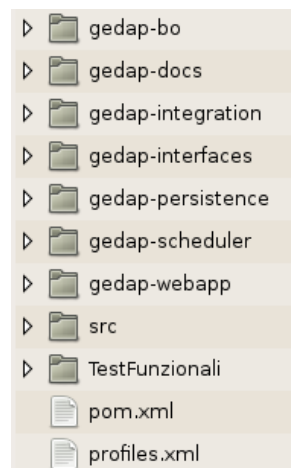 gedap-bo
gedap-docs
gedap-integration
gedap-interfaces
gedap-persistence
gedap-scheduler
gedap-webapp
src
TestFunzionali
pom.xml
profiles.xml